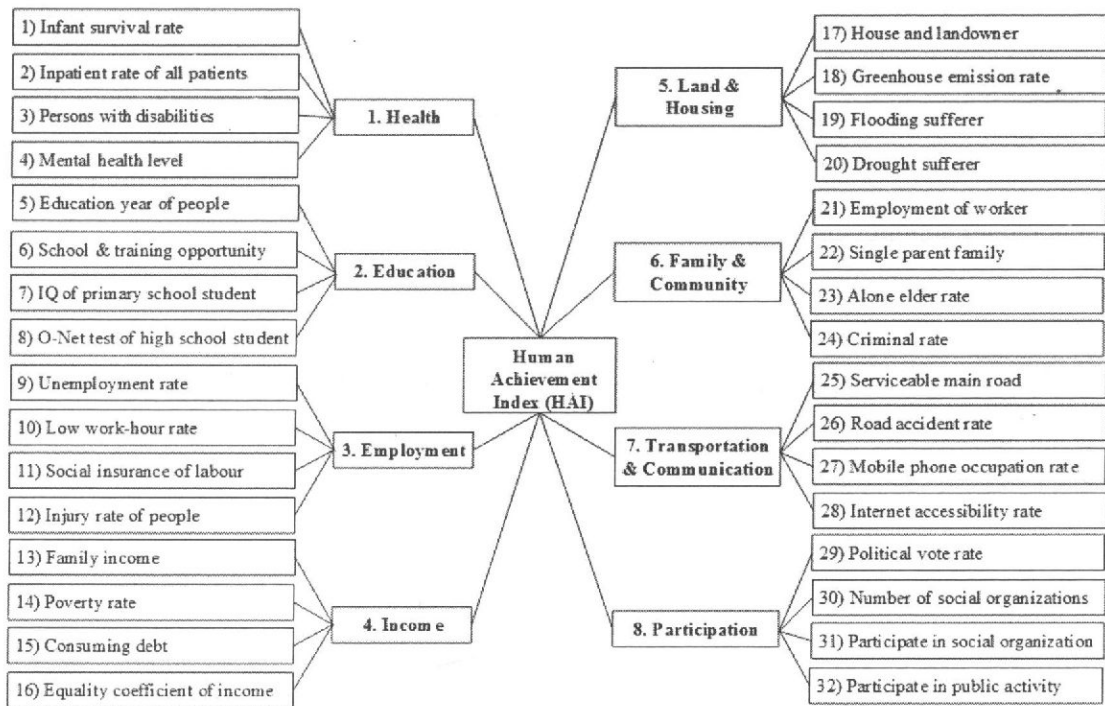 1) Infant survival rate
2) Inpatient rate of all patients
3) Persons with disabilities
4) Mental health level
1. Health
5) Education year of people
6) School & training opportunity
7) IQ of primary school student
8) O-Net test of high school student
2. Education
9) Unemployment rate
10) Low work-hour rate
11) Social insurance of labour
12) Injury rate of people
3. Employment
13) Family income
14) Poverty rate
15) Consuming debt
16) Equality coefficient of income
4. Income
Human
Achievement
Index (HAI)
5. Land &
Housing
17) House and landowner
18) Greenhouse emission rate
19) Flooding sufferer
20) Drought sufferer
6. Family &
Community
21) Employment of worker
22) Single parent family
23) Alone elder rate
24) Criminal rate
7. Transportation
& Communication
25) Serviceable main road
26) Road accident rate
27) Mobile phone occupation rate
28) Internet accessibility rate
8. Participation
29) Political vote rate
30) Number of social organizations
31) Participate in social organization
32) Participate in public activity